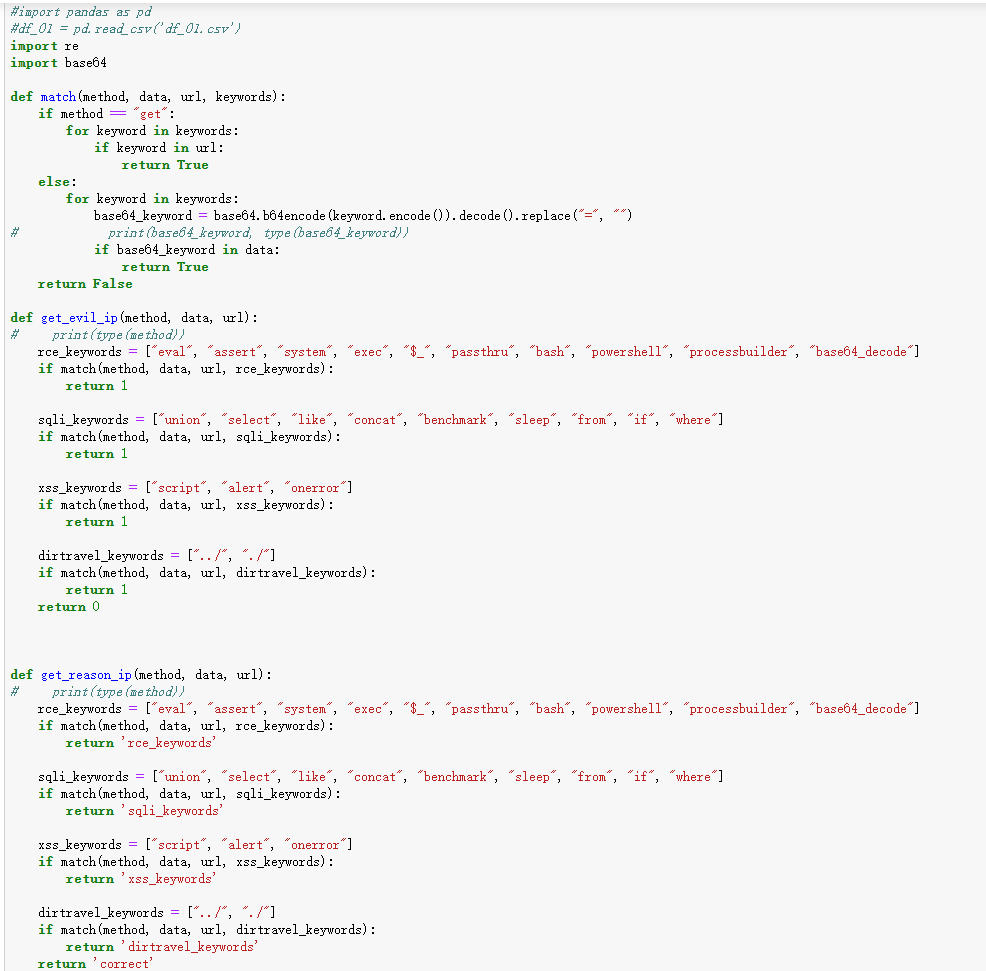 #import pandas as pd
#df_01 = pd.read_csv('df_01.csv')
import re
import base64

def match(method, data, url, keywords):
    if method == "get":
        for keyword in keywords:
            if keyword in url:
                return True
    else:
        for keyword in keywords:
            base64_keyword = base64.b64encode(keyword.encode()).decode().replace("=", "")
#             print(base64_keyword, type(base64_keyword))
            if base64_keyword in data:
                return True
    return False

def get_evil_ip(method, data, url):
#     print(type(method))
    rce_keywords = ["eval", "assert", "system", "exec", "$_", "passthru", "bash", "powershell", "processbuilder", "base64_decode"]
    if match(method, data, url, rce_keywords):
        return 1

    sqli_keywords = ["union", "select", "like", "concat", "benchmark", "sleep", "from", "if", "where"]
    if match(method, data, url, sqli_keywords):
        return 1

    xss_keywords = ["script", "alert", "onerror"]
    if match(method, data, url, xss_keywords):
        return 1

    dirtravel_keywords = ["../", "./"]
    if match(method, data, url, dirtravel_keywords):
        return 1
    return 0

def get_reason_ip(method, data, url):
#     print(type(method))
    rce_keywords = ["eval", "assert", "system", "exec", "$_", "passthru", "bash", "powershell", "processbuilder", "base64_decode"]
    if match(method, data, url, rce_keywords):
        return 'rce_keywords'

    sqli_keywords = ["union", "select", "like", "concat", "benchmark", "sleep", "from", "if", "where"]
    if match(method, data, url, sqli_keywords):
        return 'sqli_keywords'

    xss_keywords = ["script", "alert", "onerror"]
    if match(method, data, url, xss_keywords):
        return 'xss_keywords'

    dirtravel_keywords = ["../", "./"]
    if match(method, data, url, dirtravel_keywords):
        return 'dirtravel_keywords'
    return 'correct'